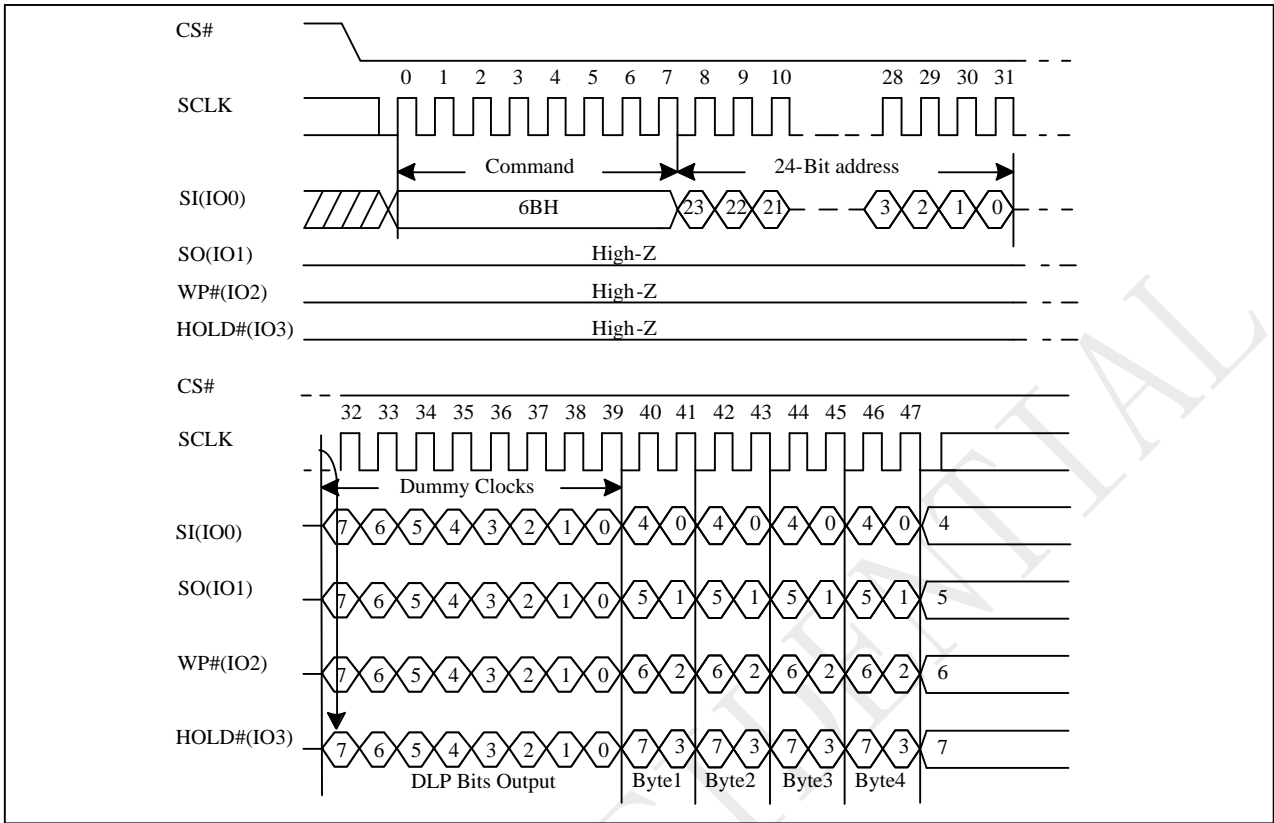 CS#
0 1 2 3 4 5 6 7 8 9 10 28 29 30 31
SCLK
Command 24-Bit address
SI(IO0) 6BH 23 22 21 3 2 1 0
SO(IO1) High-Z
WP#(IO2) High-Z
HOLD#(IO3) High-Z
CS#
32 33 34 35 36 37 38 39 40 41 42 43 44 45 46 47
SCLK
Dummy Clocks
SI(IO0) 7 6 5 4 3 2 1 0 4 0 4 0 4 0 4 0 4
SO(IO1) 7 6 5 4 3 2 1 0 5 1 5 1 5 1 5 1 5
WP#(IO2) 7 6 5 4 3 2 1 0 6 2 6 2 6 2 6 2 6
HOLD#(IO3) 7 6 5 4 3 2 1 0 7 3 7 3 7 3 7 3 7
DLP Bits Output Byte1 Byte2 Byte3 Byte4